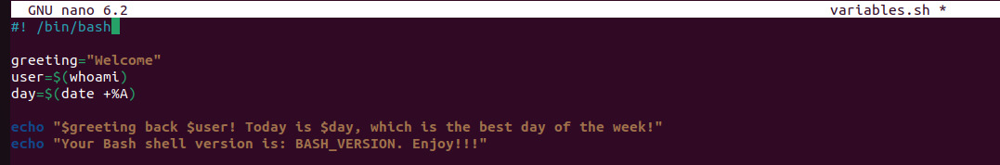 GNU nano 6.2 variables.sh *
#! /bin/bash
greeting="Welcome"
user=$(whoami)
day=$(date +%A)
echo "$greeting back $user! Today is $day, which is the best day of the week!"
echo "Your Bash shell version is: BASH_VERSION. Enjoy!!!"